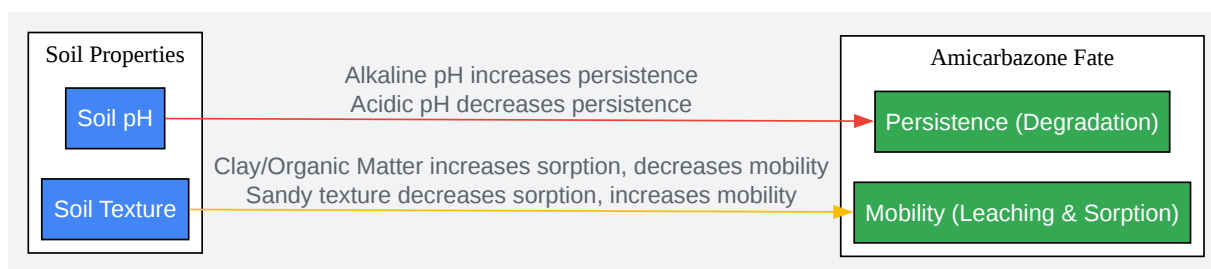 Soil Properties
Amicarbazone Fate
Alkaline pH increases persistence
Acidic pH decreases persistence
Soil pH
Persistence (Degradation)
Clay/Organic Matter increases sorption, decreases mobility
Sandy texture decreases sorption, increases mobility
Soil Texture
Mobility (Leaching & Sorption)